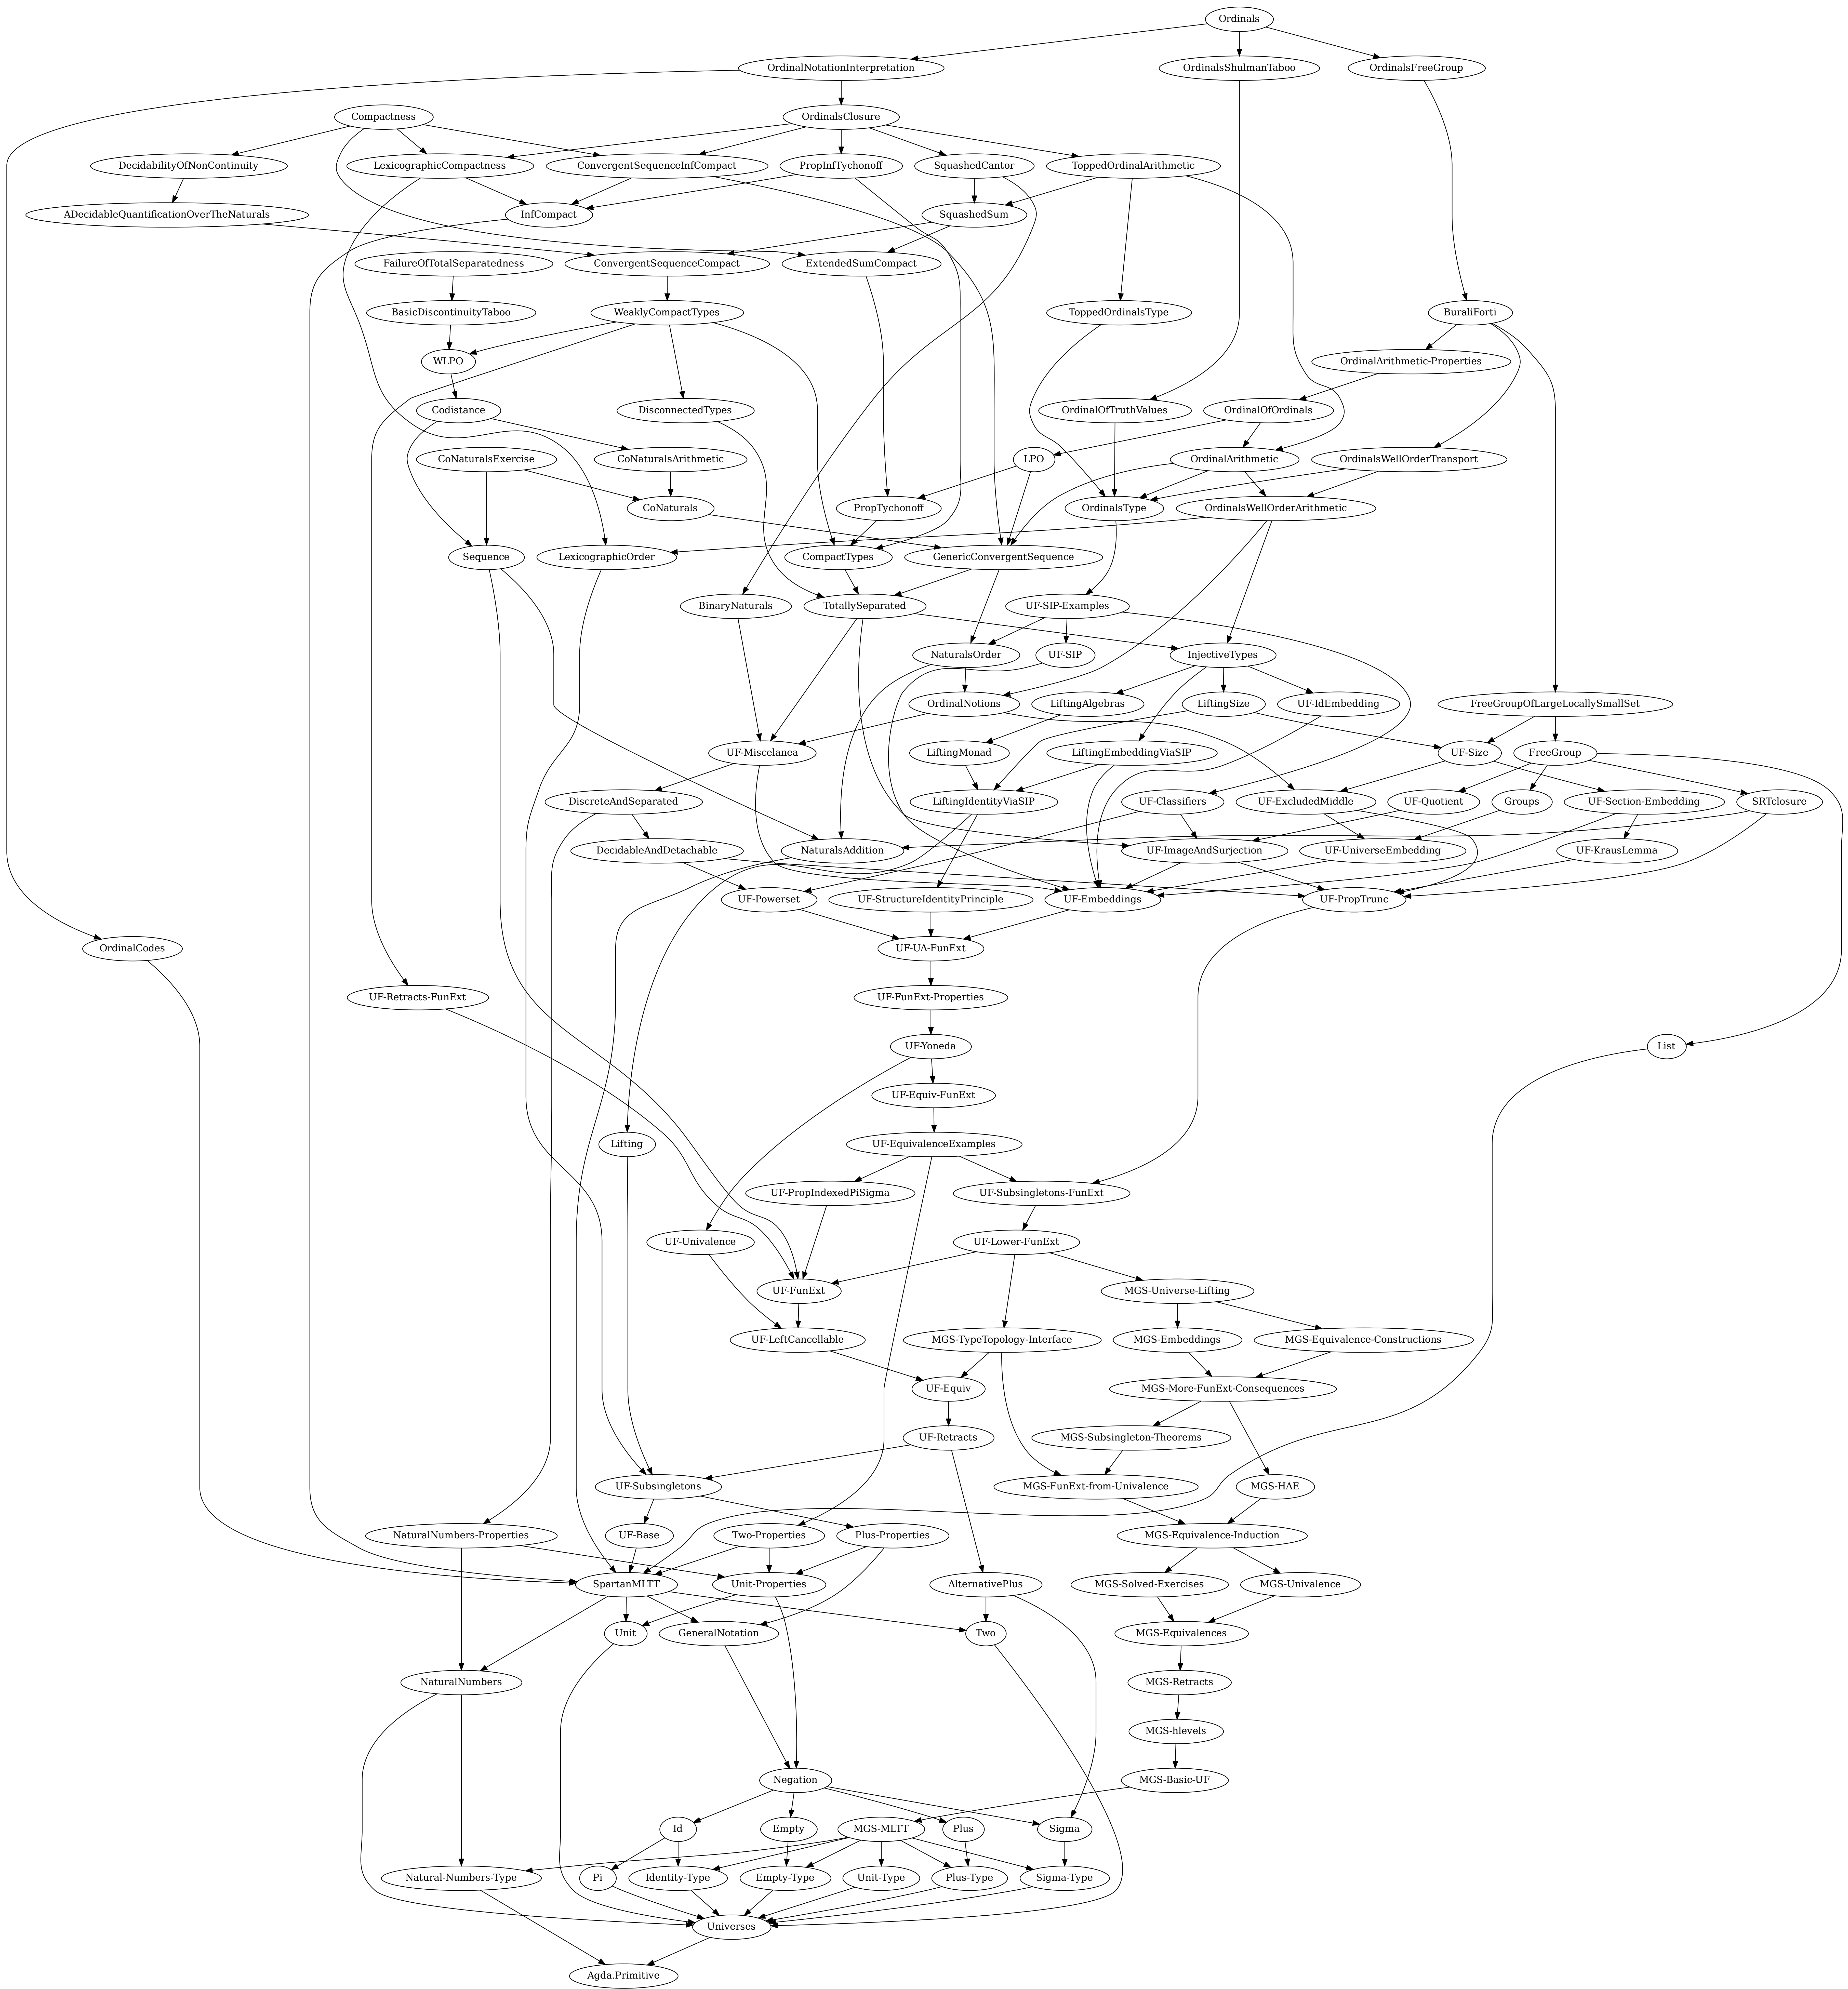 Ordinals
OrdinalNotationInterpretation
OrdinalsShulmanTaboo
OrdinalsFreeGroup
Compactness
OrdinalsClosure
DecidabilityOfNonContinuity
LexicographicCompactness
ConvergentSequenceInfCompact
PropInfTychonoff
SquashedCantor
ToppedOrdinalArithmetic
ADecidableQuantificationOverTheNaturals
InfCompact
SquashedSum
FailureOfTotalSeparatedness
ConvergentSequenceCompact
ExtendedSumCompact
BasicDiscontinuityTaboo
WeaklyCompactTypes
ToppedOrdinalsType
BuraliForti
WLPO
OrdinalArithmetic-Properties
Codistance
DisconnectedTypes
OrdinalOfTruthValues
OrdinalOfOrdinals
CoNaturalsExercise
CoNaturalsArithmetic
LPO
OrdinalArithmetic
OrdinalsWellOrderTransport
CoNaturals
PropTychonoff
OrdinalsType
OrdinalsWellOrderArithmetic
Sequence
LexicographicOrder
CompactTypes
GenericConvergentSequence
BinaryNaturals
TotallySeparated
UF-SIP-Examples
NaturalsOrder
UF-SIP
InjectiveTypes
OrdinalNotions
LiftingAlgebras
LiftingSize
UF-IdEmbedding
FreeGroupOfLargeLocallySmallSet
UF-Miscelanea
LiftingMonad
LiftingEmbeddingViaSIP
UF-Size
FreeGroup
DiscreteAndSeparated
LiftingIdentityViaSIP
UF-Classifiers
UF-ExcludedMiddle
UF-Quotient
Groups
UF-Section-Embedding
SRTclosure
DecidableAndDetachable
NaturalsAddition
UF-ImageAndSurjection
UF-UniverseEmbedding
UF-KrausLemma
UF-Powerset
UF-StructureIdentityPrinciple
UF-Embeddings
UF-PropTrunc
OrdinalCodes
UF-UA-FunExt
UF-Retracts-FunExt
UF-FunExt-Properties
UF-Yoneda
List
UF-Equiv-FunExt
Lifting
UF-EquivalenceExamples
UF-PropIndexedPiSigma
UF-Subsingletons-FunExt
UF-Univalence
UF-Lower-FunExt
UF-FunExt
MGS-Universe-Lifting
UF-LeftCancellable
MGS-TypeTopology-Interface
MGS-Embeddings
MGS-Equivalence-Constructions
UF-Equiv
MGS-More-FunExt-Consequences
UF-Retracts
MGS-Subsingleton-Theorems
UF-Subsingletons
MGS-FunExt-from-Univalence
MGS-HAE
NaturalNumbers-Properties
UF-Base
Two-Properties
Plus-Properties
MGS-Equivalence-Induction
SpartanMLTT
Unit-Properties
AlternativePlus
MGS-Solved-Exercises
MGS-Univalence
Unit
GeneralNotation
Two
MGS-Equivalences
NaturalNumbers
MGS-Retracts
MGS-hlevels
Negation
MGS-Basic-UF
Id
Empty
MGS-MLTT
Plus
Sigma
Natural-Numbers-Type
Pi
Identity-Type
Empty-Type
Unit-Type
Plus-Type
Sigma-Type
Universes
Agda.Primitive